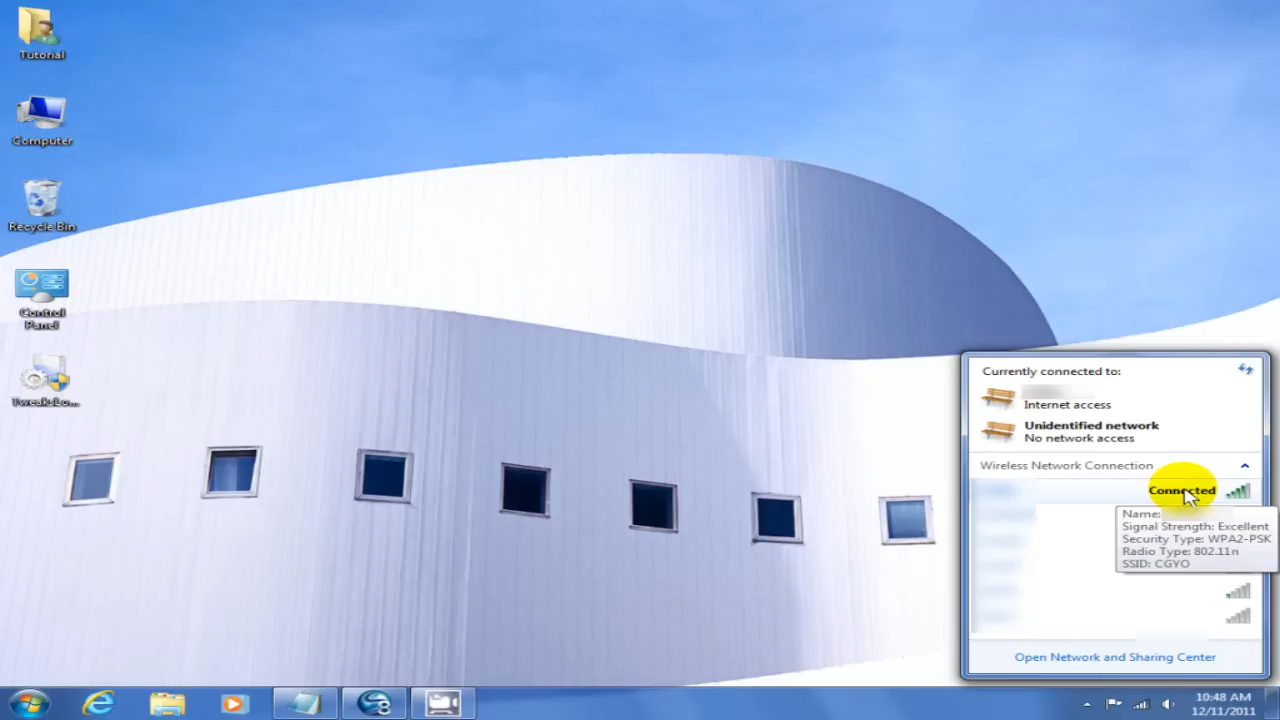 Tutorial
Computer
Recycle Bin
Control
Panel
TweaksLo...
Currently connected to:
Internet access
Unidentified network
No network access
Wireless Network Connection
Connected
Name:
Signal Strength: Excellent
Security Type: WPA2-PSK
Radio Type: 802.11n
SSID: CGYO
Open Network and Sharing Center
10:48 AM
12/11/2011